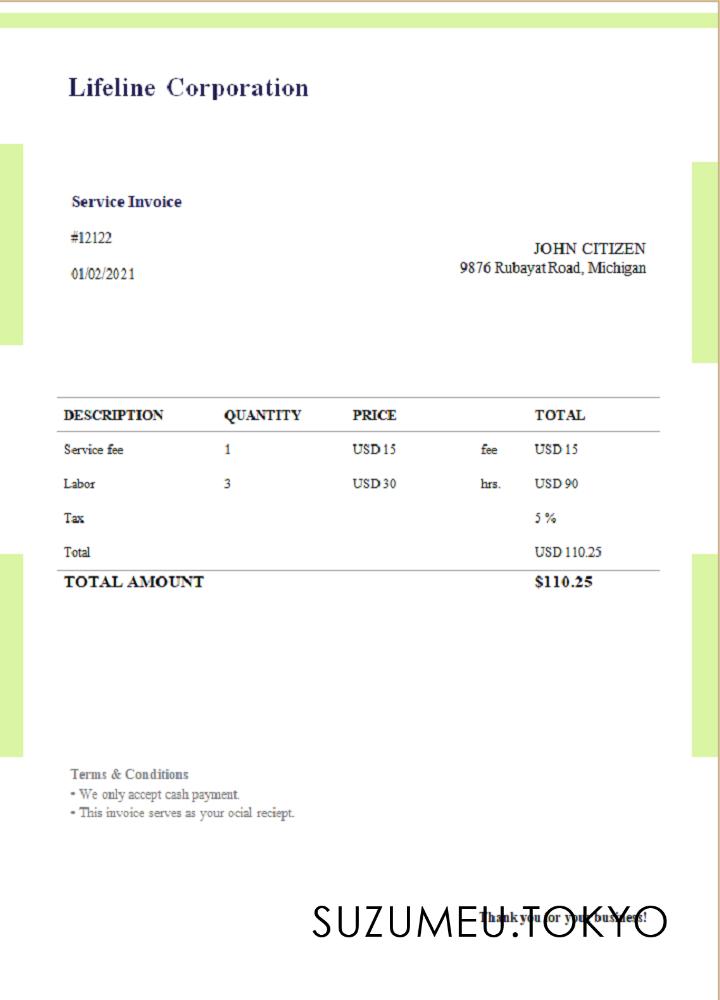 Lifeline Corporation
Service Invoice
#12122
01/02/2021
JOHN CITIZEN
9876 Rubayat Road, Michigan
DESCRIPTION QUANTITY PRICE TOTAL
Service fee 1 USD 15 fee USD 15
Labor 3 USD 30 hrs. USD 90
Tax 5 %
Total USD 110.25
TOTAL AMOUNT $110.25
Terms & Conditions
• We only accept cash payment.
• This invoice serves as your ocial reciept.
Thank you for your business!
SUZUMEU.TOKYO